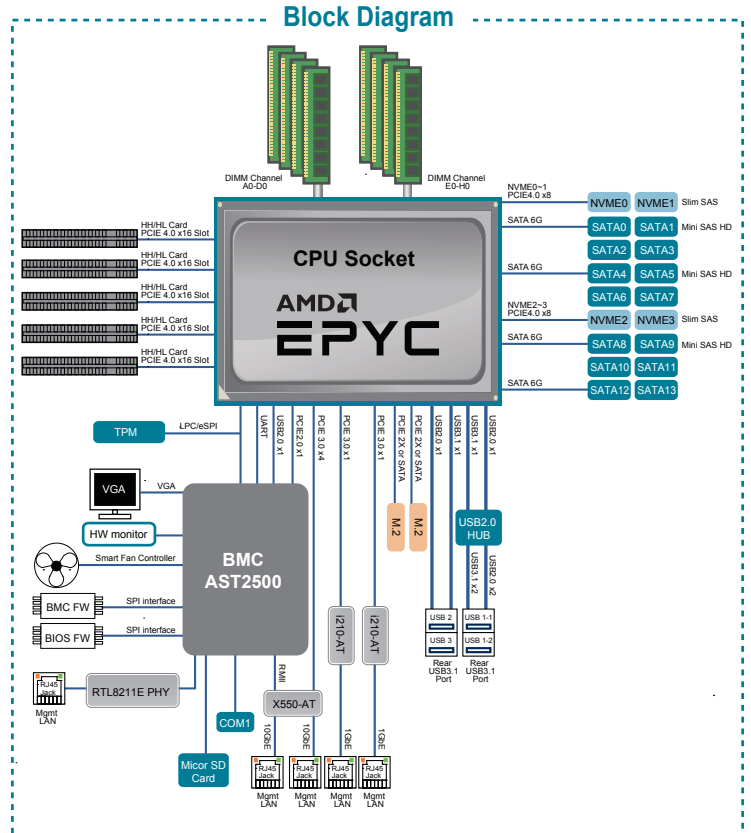 Block Diagram
DIMM Channel
A0-D0
DIMM Channel
E0-H0
NVME0~1
PCIE4.0 x8
NVME0
NVME1
Slim SAS
SATA 6G
SATA0
SATA1
Mini SAS HD
SATA2
SATA3
SATA 6G
SATA4
SATA5
Mini SAS HD
SATA6
SATA7
NVME2~3
PCIE4.0 x8
NVME2
NVME3
Slim SAS
SATA 6G
SATA8
SATA9
Mini SAS HD
SATA10
SATA11
SATA 6G
SATA12
SATA13
HH/HL Card
PCIE 4.0 x16 Slot
HH/HL Card
PCIE 4.0 x16 Slot
HH/HL Card
PCIE 4.0 x16 Slot
HH/HL Card
PCIE 4.0 x16 Slot
HH/HL Card
PCIE 4.0 x16 Slot
CPU Socket
AMD
EPYC
TPM
LPC/eSPI
UART
USB2.0 x1
PCIE2.0 x1
PCIE 3.0 x4
PCIE 3.0 x1
PCIE 3.0 x1
PCIE 2X or SATA
PCIE 2X or SATA
USB2.0 x1
USB3.1 x1
USB3.1 x1
USB2.0 x1
VGA
VGA
HW monitor
Smart Fan Controller
BMC
AST2500
BMC FW
SPI interface
BIOS FW
SPI interface
M.2
M.2
USB2.0
HUB
USB3.1 x2
USB2.0 x2
i210-AT
i210-AT
USB 2
USB 3
USB 1-1
USB 1-2
Rear
USB3.1
Port
Rear
USB3.1
Port
RJ45
Jack
Mgmt
LAN
RTL8211E PHY
RMII
X550-AT
COM1
Micor SD
Card
10GbE
10GbE
1GbE
1GbE
RJ45
Jack
RJ45
Jack
RJ45
Jack
RJ45
Jack
Mgmt
LAN
Mgmt
LAN
Mgmt
LAN
Mgmt
LAN